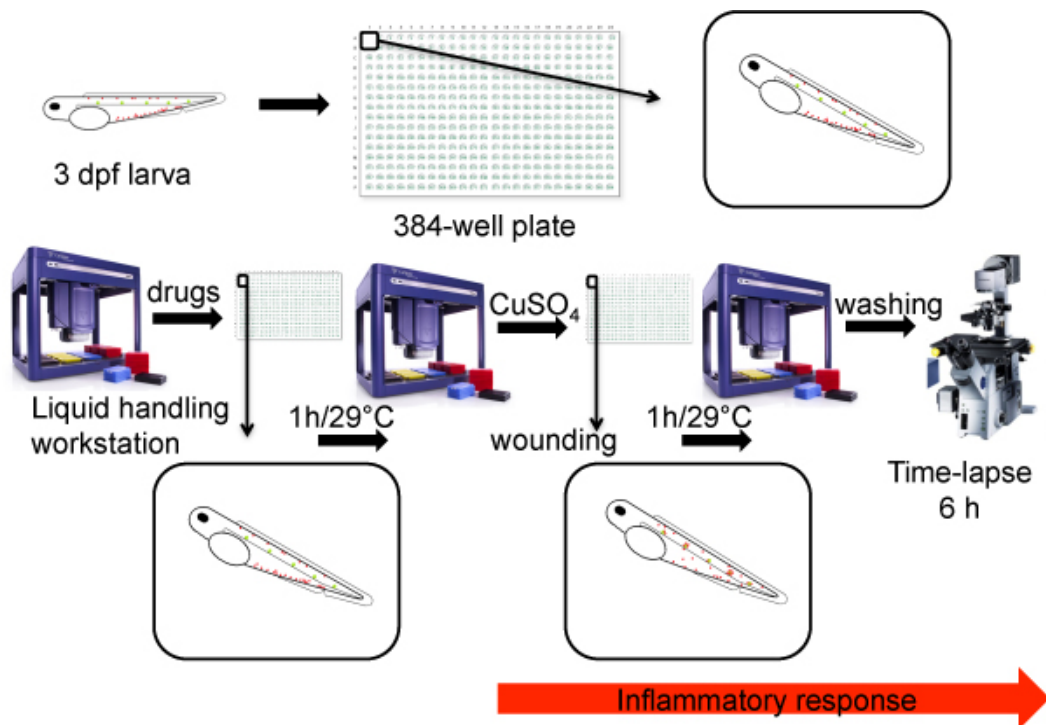 3 dpf larva
384-well plate
drugs
CuSO₄
washing
Liquid handling
workstation
1h/29°C
wounding
1h/29°C
Time-lapse
6 h
Inflammatory response